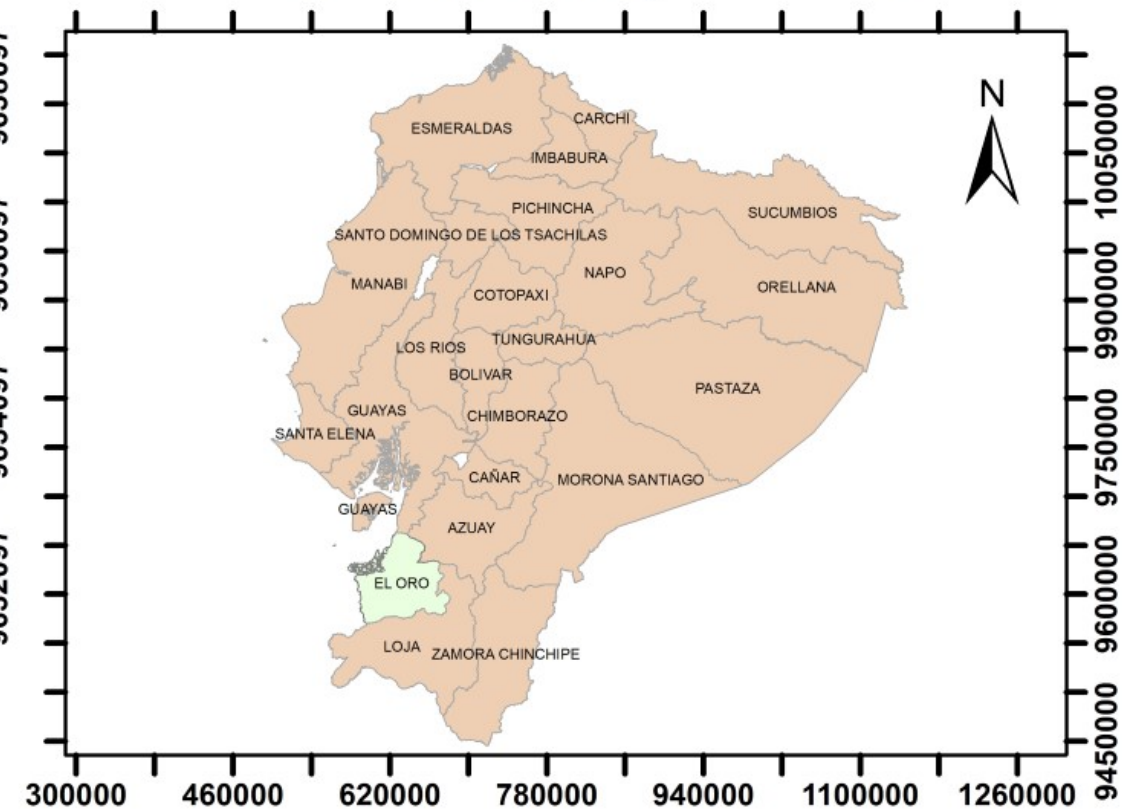 N
CARCHI
ESMERALDAS
IMBABURA
PICHINCHA
SUCUMBIOS
SANTO DOMINGO DE LOS TSACHILAS
NAPO
MANABI
ORELLANA
COTOPAXI
TUNGURAHUA
LOS RIOS
BOLIVAR
PASTAZA
GUAYAS
CHIMBORAZO
SANTA ELENA
CAÑAR
MORONA SANTIAGO
GUAYAS
AZUAY
EL ORO
LOJA
ZAMORA CHINCHIPE
10050000
9900000
9750000
9600000
9450000
300000 460000 620000 780000 940000 1100000 1260000